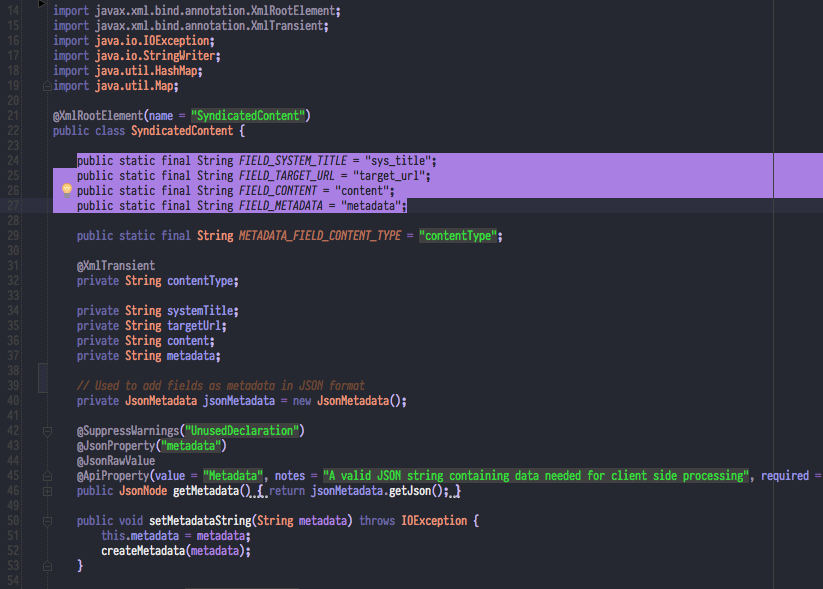 14 import javax.xml.bind.annotation.XmlRootElement;
15 import javax.xml.bind.annotation.XmlTransient;
16 import java.io.IOException;
17 import java.io.StringWriter;
18 import java.util.HashMap;
19 import java.util.Map;
20
21 @XmlRootElement(name = "SyndicatedContent")
22 public class SyndicatedContent {
23
24 public static final String FIELD_SYSTEM_TITLE = "sys_title";
25 public static final String FIELD_TARGET_URL = "target_url";
26 public static final String FIELD_CONTENT = "content";
27 public static final String FIELD_METADATA = "metadata";
28
29 public static final String METADATA_FIELD_CONTENT_TYPE = "contentType";
30
31 @XmlTransient
32 private String contentType;
33
34 private String systemTitle;
35 private String targetUrl;
36 private String content;
37 private String metadata;
38
39 // Used to add fields as metadata in JSON format
40 private JsonMetadata jsonMetadata = new JsonMetadata();
41
42 @SuppressWarnings("UnusedDeclaration")
43 @JsonProperty("metadata")
44 @JsonRawValue
45 @ApiProperty(value = "Metadata", notes = "A valid JSON string containing data needed for client side processing", required =
46 public JsonNode getMetadata() { return jsonMetadata.getJson(); }
49
50 public void setMetadataString(String metadata) throws IOException {
51 this.metadata = metadata;
52 createMetadata(metadata);
53 }
54